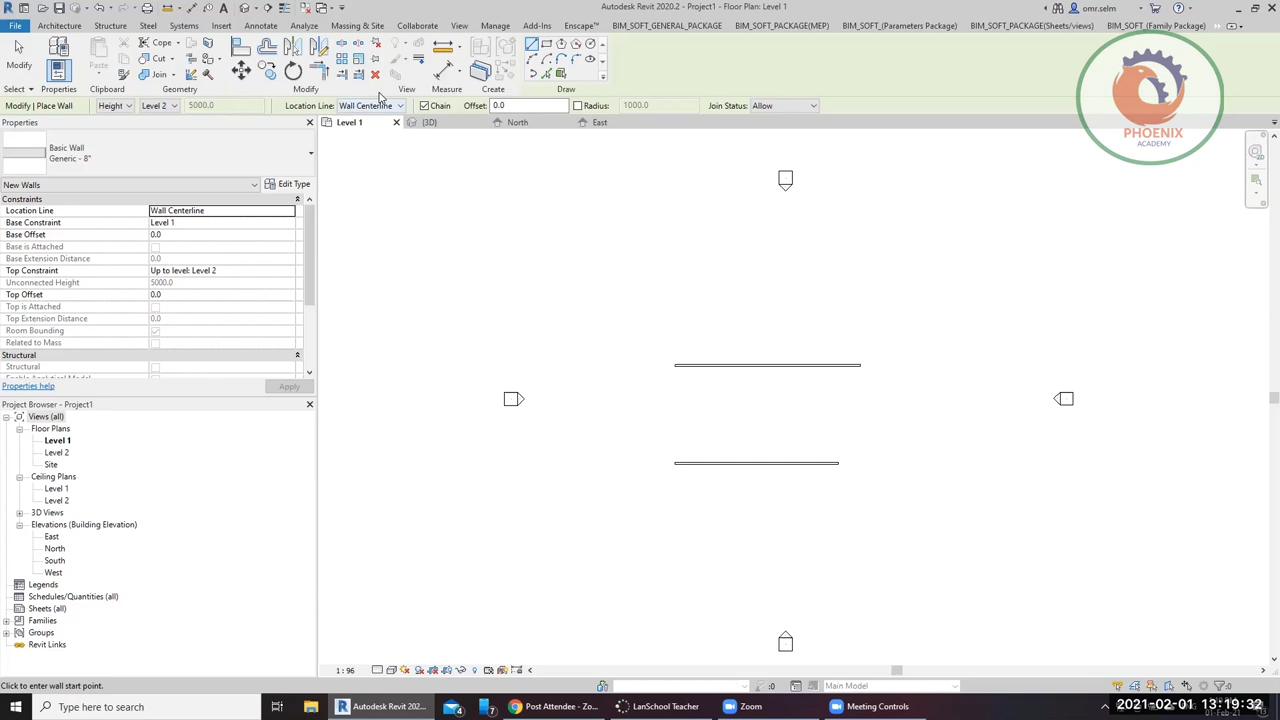 Autodesk Revit 2020.2 - Project1 - Floor Plan: Level 1
omr.selm
File Architecture Structure Steel Systems Insert Annotate Analyze Massing & Site Collaborate View Manage Add-Ins Enscape™ BIM_SOFT_GENERAL_PACKAGE BIM_SOFT_PACKAGE(MEP) (Parameters Package) BIM_SOFT_PACKAGE(Sheets/views) (Family Package)
Modify
Paste
Cope
Cut
Join
Select Properties Clipboard Geometry Modify View Measure Create Draw
Modify | Place Wall Height Level 2 5000.0 Location Line: Wall Centerline Chain Offset: 0.0 Radius: 1000.0 Join Status: Allow
Properties
Level 1 {3D} North East
Basic Wall
Generic - 8"
New Walls Edit Type
Constraints
Location Line Wall Centerline
Base Constraint Level 1
Base Offset 0.0
Base is Attached
Base Extension Distance 0.0
Top Constraint Up to level: Level 2
Unconnected Height 5000.0
Top Offset 0.0
Top is Attached
Top Extension Distance 0.0
Room Bounding
Related to Mass
Structural
Structural
Properties help Apply
Project Browser - Project1
Views (all)
Floor Plans
Level 1
Level 2
Site
Ceiling Plans
Level 1
Level 2
3D Views
Elevations (Building Elevation)
East
North
South
West
Legends
Schedules/Quantities (all)
Sheets (all)
Families
Groups
Revit Links
PHOENIX
ACADEMY
1 : 96
Click to enter wall start point.
:0 Main Model :0
Type here to search
Autodesk Revit 2020...
4
7
Post Attendee - Zo...
LanSchool Teacher
Zoom
Meeting Controls
2021-02-01 13:19:32